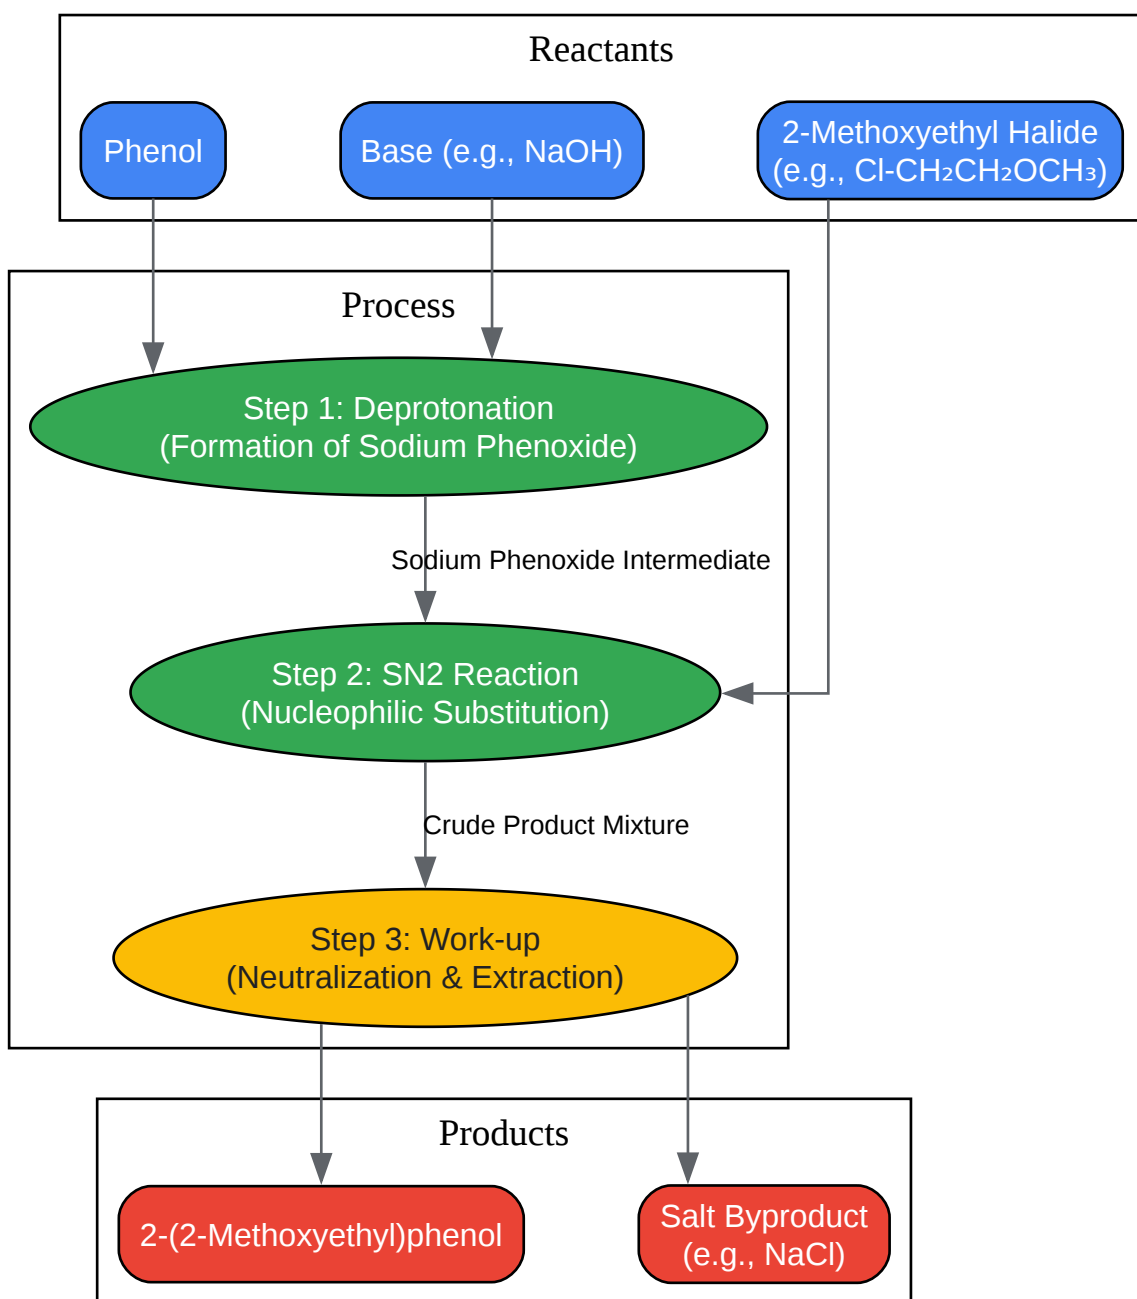 Reactants
Phenol
Base (e.g., NaOH)
2-Methoxyethyl Halide
(e.g., Cl-CH₂CH₂OCH₃)
Process
Step 1: Deprotonation
(Formation of Sodium Phenoxide)
Sodium Phenoxide Intermediate
Step 2: SN2 Reaction
(Nucleophilic Substitution)
Crude Product Mixture
Step 3: Work-up
(Neutralization & Extraction)
Products
2-(2-Methoxyethyl)phenol
Salt Byproduct
(e.g., NaCl)